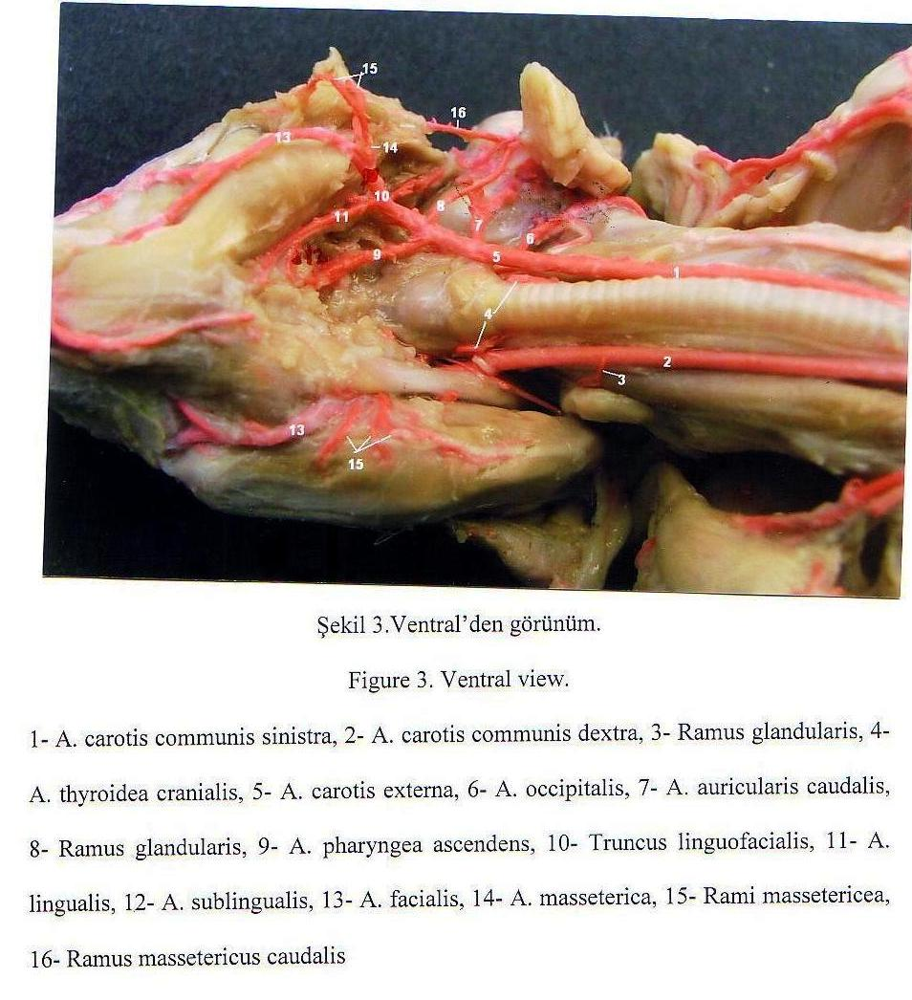 15
16
13
14
10
8
11
7
6
9
5
1
4
2
3
13
15
Şekil 3.Ventral’den görünüm.
Figure 3. Ventral view.
1- A. carotis communis sinistra, 2- A. carotis communis dextra, 3- Ramus glandularis, 4-
A. thyroidea cranialis, 5- A. carotis externa, 6- A. occipitalis, 7- A. auricularis caudalis,
8- Ramus glandularis, 9- A. pharyngea ascendens, 10- Truncus linguofacialis, 11- A.
lingualis, 12- A. sublingualis, 13- A. facialis, 14- A. masseterica, 15- Rami massetericea,
16- Ramus massetericus caudalis